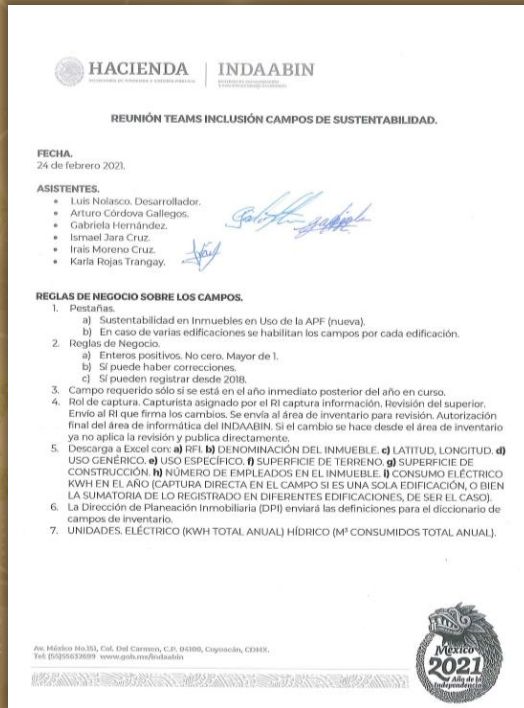 HACIENDA
SECRETARÍA DE HACIENDA Y CRÉDITO PÚBLICO
INDAABIN
REUNIÓN TEAMS INCLUSIÓN CAMPOS DE SUSTENTABILIDAD.
FECHA.
24 de febrero 2021.
ASISTENTES.
• Luis Nolasco. Desarrollador.
• Arturo Córdova Gallegos.
• Gabriela Hernández.
• Ismael Jara Cruz.
• Irais Moreno Cruz.
• Karla Rojas Trangay.
REGLAS DE NEGOCIO SOBRE LOS CAMPOS.
1. Pestañas.
a) Sustentabilidad en Inmuebles en Uso de la APF (nueva).
b) En caso de varias edificaciones se habilitan los campos por cada edificación.
2. Reglas de Negocio.
a) Enteros positivos. No cero. Mayor de 1.
b) Sí puede haber correcciones.
c) Sí pueden registrar desde 2018.
3. Campo requerido sólo si se está en el año inmediato posterior del año en curso.
4. Rol de captura. Capturista asignado por el RI captura información. Revisión del superior.
Envío al RI que firma los cambios. Se envía al área de inventario para revisión. Autorización
final del área de informática del INDAABIN. Si el cambio se hace desde el área de inventario
ya no aplica la revisión y publica directamente.
5. Descarga a Excel con: a) RFI. b) DENOMINACIÓN DEL INMUEBLE. c) LATITUD, LONGITUD. d)
USO GENÉRICO. e) USO ESPECÍFICO. f) SUPERFICIE DE TERRENO. g) SUPERFICIE DE
CONSTRUCCIÓN. h) NÚMERO DE EMPLEADOS EN EL INMUEBLE. i) CONSUMO ELÉCTRICO
KWH EN EL AÑO (CAPTURA DIRECTA EN EL CAMPO SI ES UNA SOLA EDIFICACIÓN, O BIEN
LA SUMATORIA DE LO REGISTRADO EN DIFERENTES EDIFICACIONES, DE SER EL CASO).
6. La Dirección de Planeación Inmobiliaria (DPI) enviará las definiciones para el diccionario de
campos de inventario.
7. UNIDADES. ELÉCTRICO (KWH TOTAL ANUAL) HÍDRICO (M³ CONSUMIDOS TOTAL ANUAL).
Av. México No.151, Col. Del Carmen, C.P. 04100, Coyoacán, CDMX.
Tel: (55)55632699 www.gob.mx/indaabin
México
2021
Año de la
Independencia